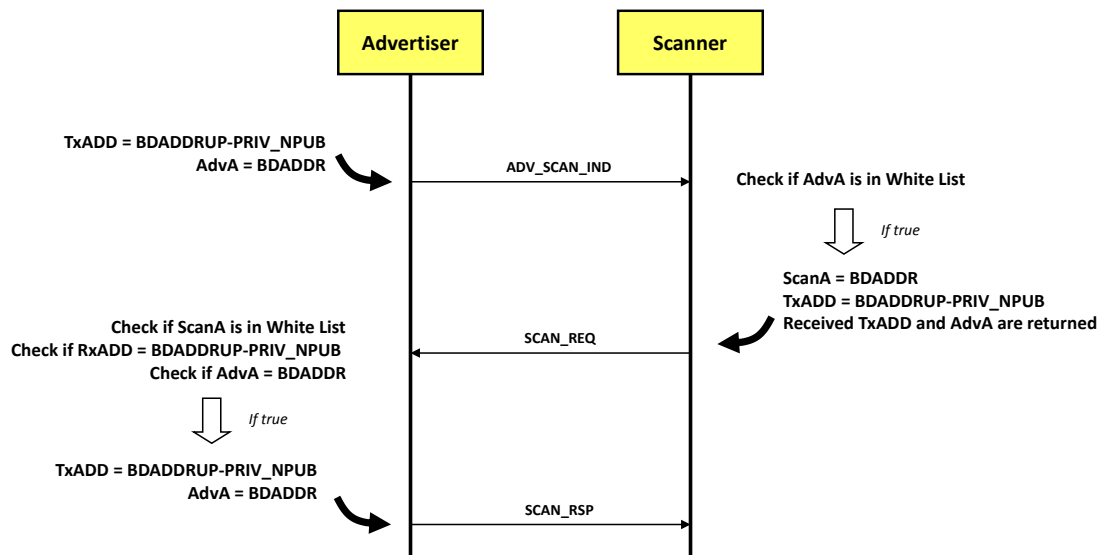 Advertiser
Scanner
TxADD = BDADDRUP-PRIV_NPUB
AdvA = BDADDR
ADV_SCAN_IND
Check if AdvA is in White List
If true
ScanA = BDADDR
TxADD = BDADDRUP-PRIV_NPUB
Received TxADD and AdvA are returned
SCAN_REQ
Check if ScanA is in White List
Check if RxADD = BDADDRUP-PRIV_NPUB
Check if AdvA = BDADDR
If true
TxADD = BDADDRUP-PRIV_NPUB
AdvA = BDADDR
SCAN_RSP